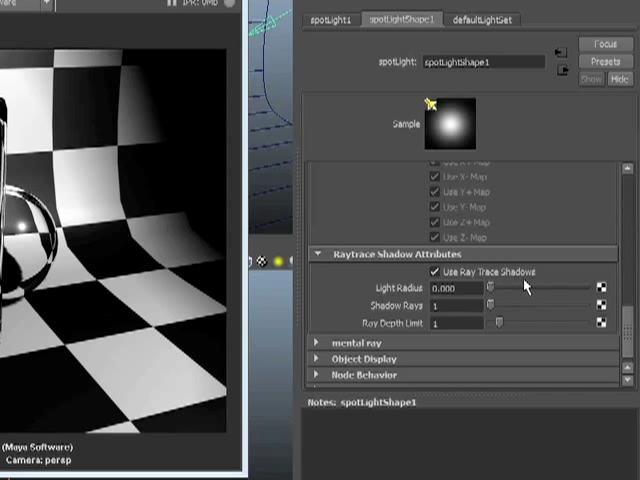 IPR: 0MB
spotLight1 spotLightShape1 defaultLightSet
Focus
spotLight: spotLightShape1
Presets
Show Hide
Sample
Use X- Map
Use Y+ Map
Use Y- Map
Use Z+ Map
Use Z- Map
Raytrace Shadow Attributes
Use Ray Trace Shadows
Light Radius 0.000
Shadow Rays 1
Ray Depth Limit 1
mental ray
Object Display
Node Behavior
Notes: spotLightShape1
(Maya Software)
Camera: persp